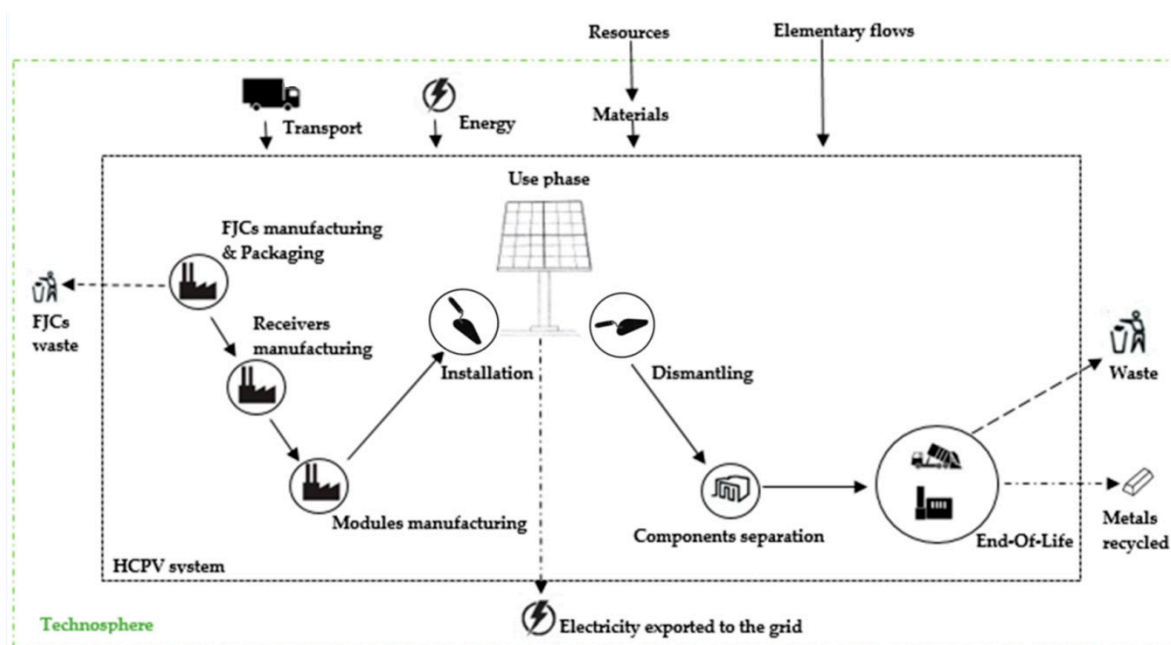 Resources
Elementary flows
Transport
Energy
Materials
Use phase
FJCs manufacturing
& Packaging
FJCs
waste
Receivers
manufacturing
Installation
Dismantling
Waste
Modules manufacturing
Components separation
End-Of-Life
Metals
recycled
HCPV system
Technosphere
Electricity exported to the grid